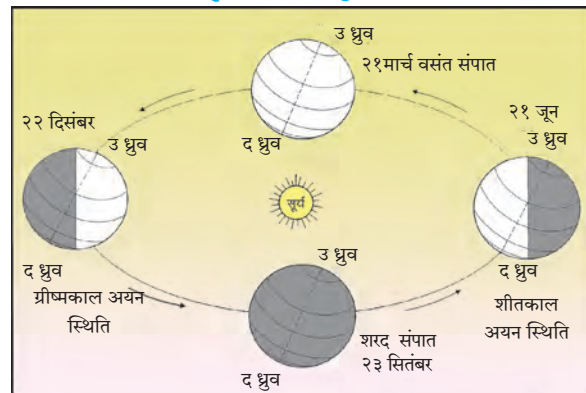 उ ध्रुव
२१मार्च वसंत संपात
द ध्रुव
२२ दिसंबर
उ ध्रुव
द ध्रुव
ग्रीष्मकाल अयन
स्थिति
सूर्य
२१ जून
उ ध्रुव
द ध्रुव
शीतकाल
अयन स्थिति
उ ध्रुव
द ध्रुव
शरद संपात
२३ सितंबर